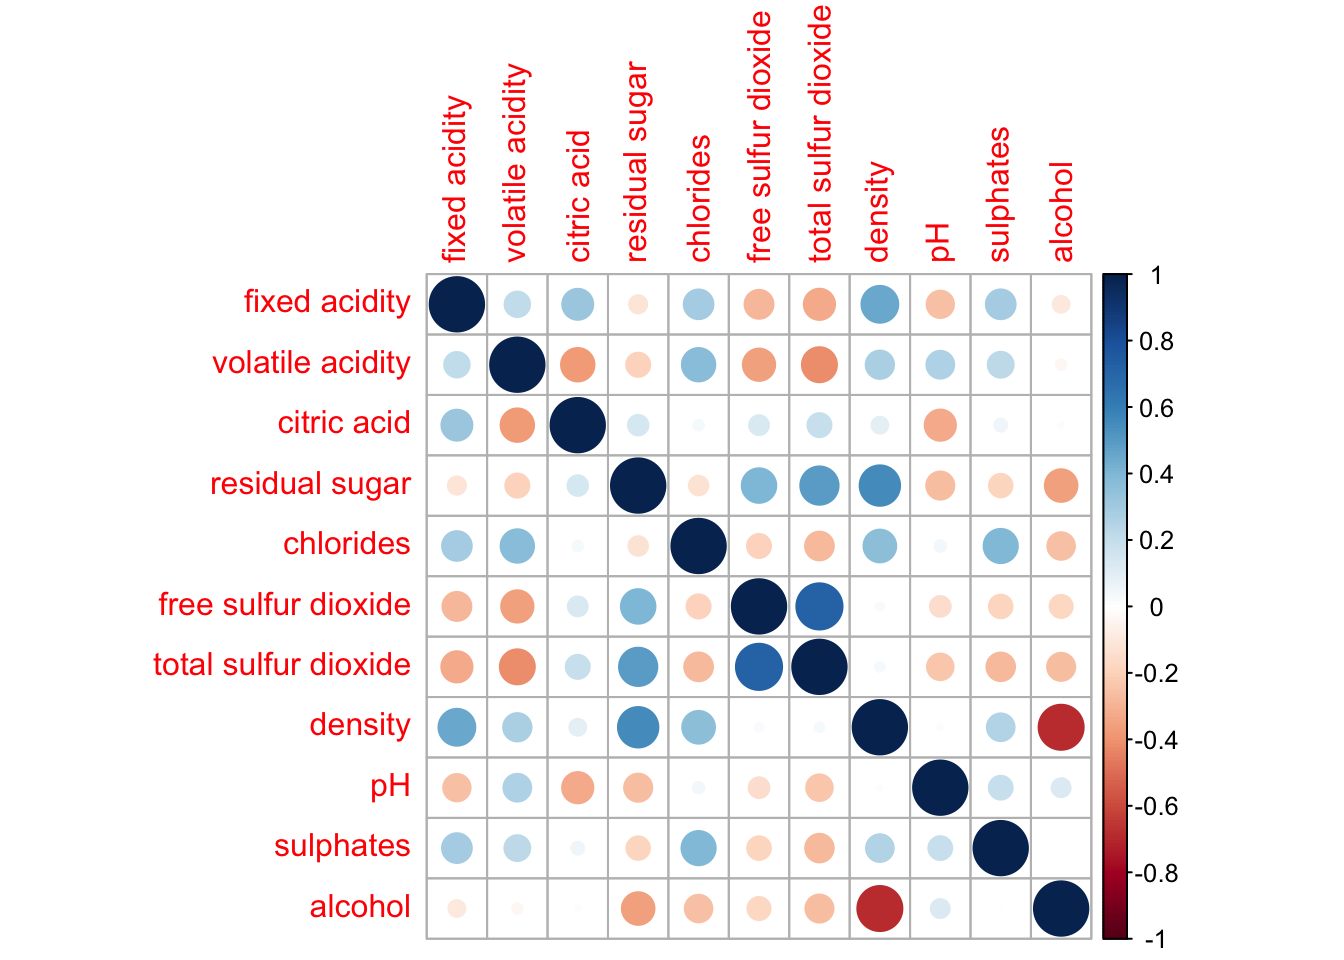 fixed acidity
volatile acidity
citric acid
residual sugar
chlorides
free sulfur dioxide
total sulfur dioxide
density
pH
sulphates
alcohol
fixed acidity
volatile acidity
citric acid
residual sugar
chlorides
free sulfur dioxide
total sulfur dioxide
density
pH
sulphates
alcohol
1
0.8
0.6
0.4
0.2
0
-0.2
-0.4
-0.6
-0.8
-1